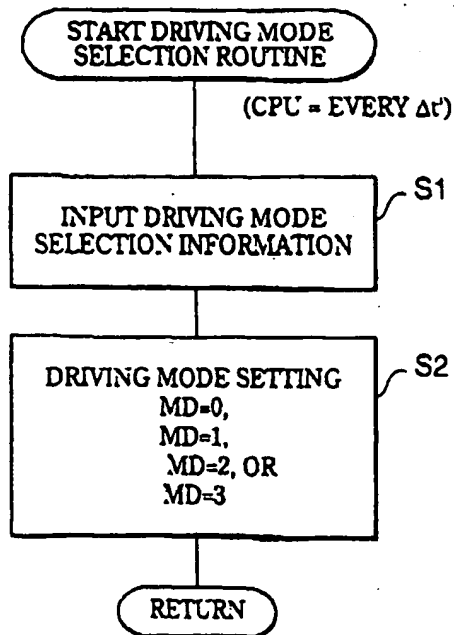 START DRIVING MODE
SELECTION ROUTINE
(CPU = EVERY Δt')
S1
INPUT DRIVING MODE
SELECTION INFORMATION
S2
DRIVING MODE SETTING
MD=0,
MD=1,
MD=2, OR
MD=3
RETURN